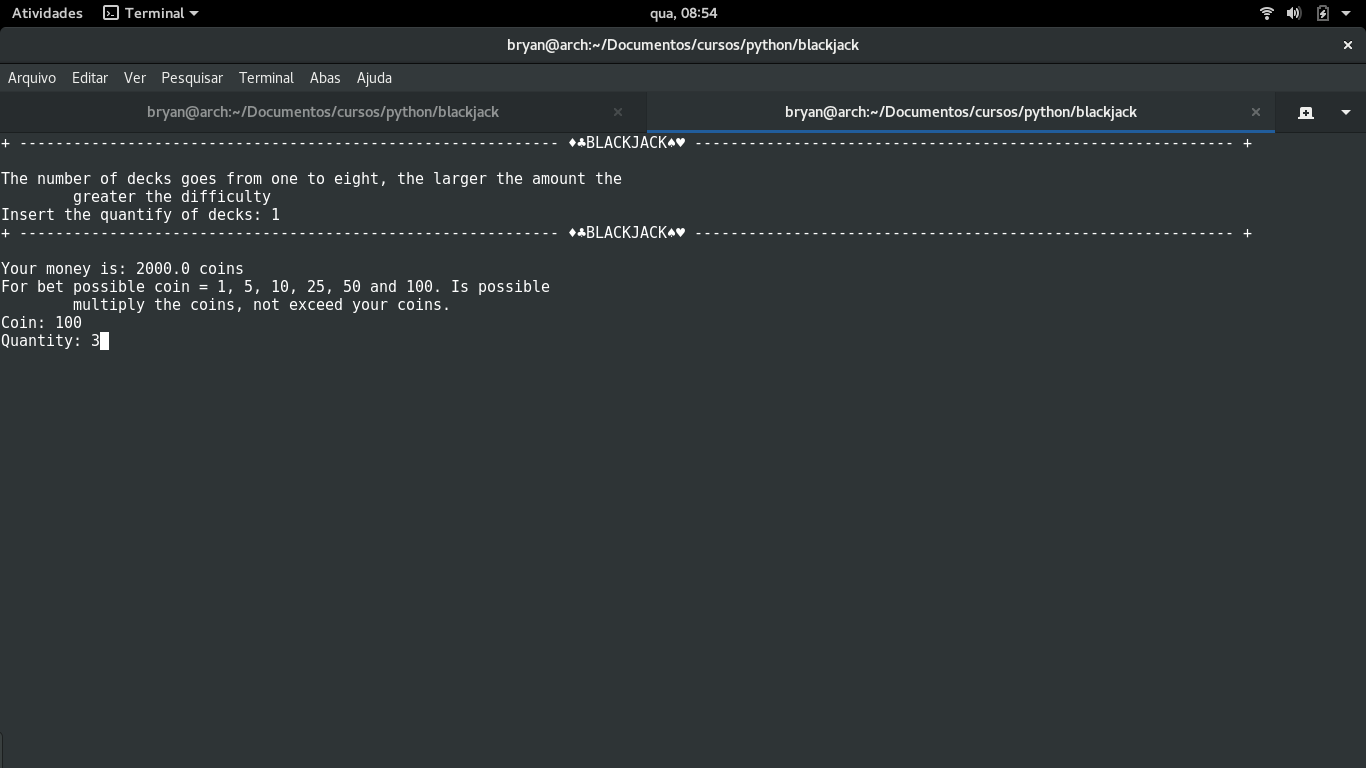 Atividades Terminal qua, 08:54
bryan@arch:~/Documentos/cursos/python/blackjack
Arquivo Editar Ver Pesquisar Terminal Abas Ajuda
bryan@arch:~/Documentos/cursos/python/blackjack bryan@arch:~/Documentos/cursos/python/blackjack
+ ------------------------------------------------------------ ♦♣BLACKJACK♠♥ ------------------------------------------------------------ +
The number of decks goes from one to eight, the larger the amount the
greater the difficulty
Insert the quantify of decks: 1
+ ------------------------------------------------------------ ♦♣BLACKJACK♠♥ ------------------------------------------------------------ +
Your money is: 2000.0 coins
For bet possible coin = 1, 5, 10, 25, 50 and 100. Is possible
multiply the coins, not exceed your coins.
Coin: 100
Quantity: 3